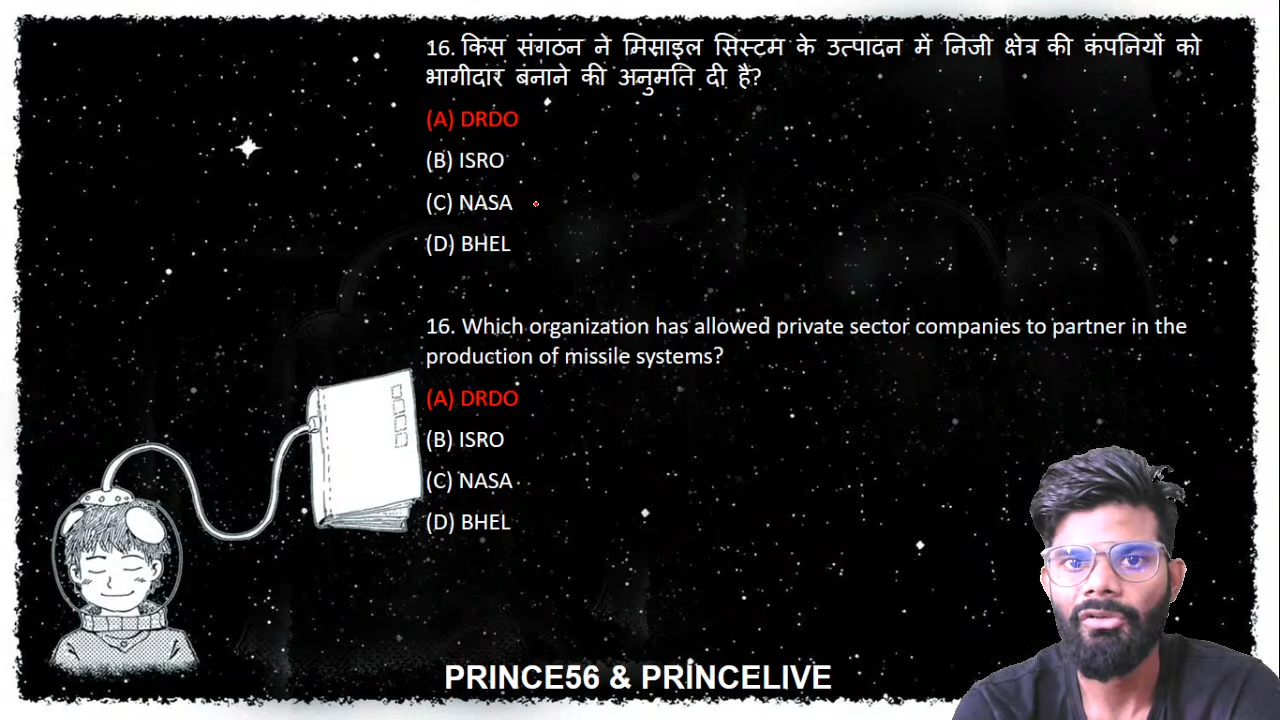 16. किस संगठन ने मिसाइल सिस्टम के उत्पादन में निजी क्षेत्र की कंपनियों को
भागीदार बनाने की अनुमति दी है?
(A) DRDO
(B) ISRO
(C) NASA
(D) BHEL
16. Which organization has allowed private sector companies to partner in the
production of missile systems?
(A) DRDO
(B) ISRO
(C) NASA
(D) BHEL
PRINCE56 & PRINCELIVE